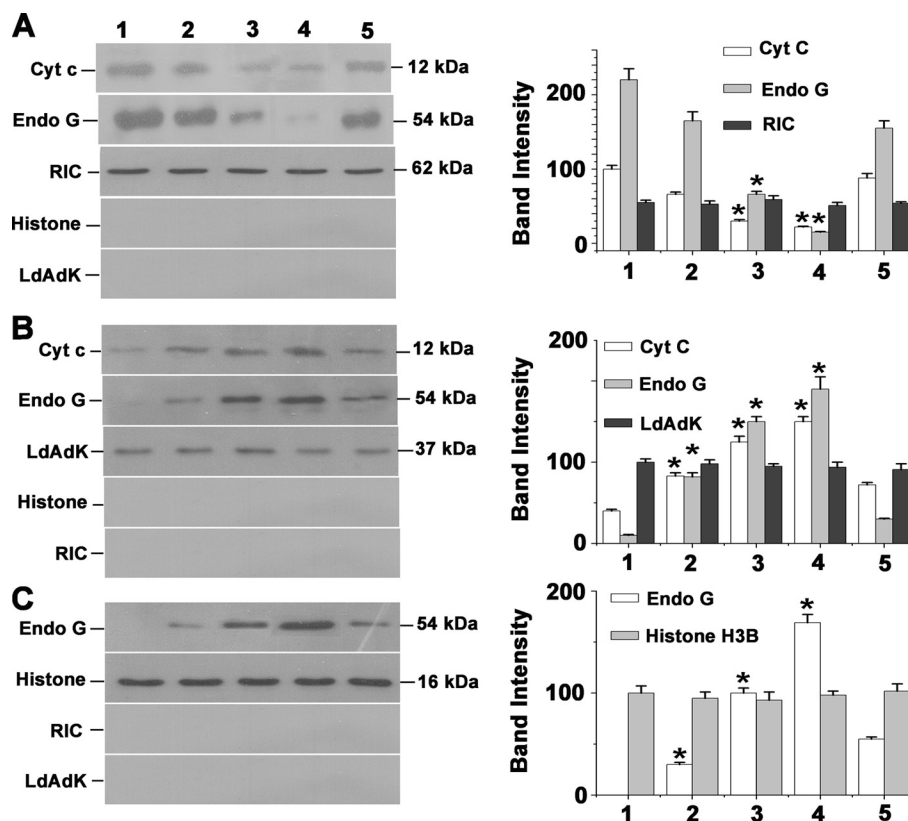 A
1 2 3 4 5
Cyt c
12 kDa
Endo G
54 kDa
RIC
62 kDa
Histone
LdAdK
Band Intensity
200
100
0
Cyt C
Endo G
RIC
*
*
*
*
1 2 3 4 5
B
Cyt c
12 kDa
Endo G
54 kDa
LdAdK
37 kDa
Histone
RIC
Band Intensity
200
100
0
Cyt C
Endo G
LdAdK
*
*
*
*
*
*
1 2 3 4 5
C
Endo G
54 kDa
Histone
16 kDa
RIC
LdAdK
Band Intensity
200
100
0
Endo G
Histone H3B
*
*
*
1 2 3 4 5